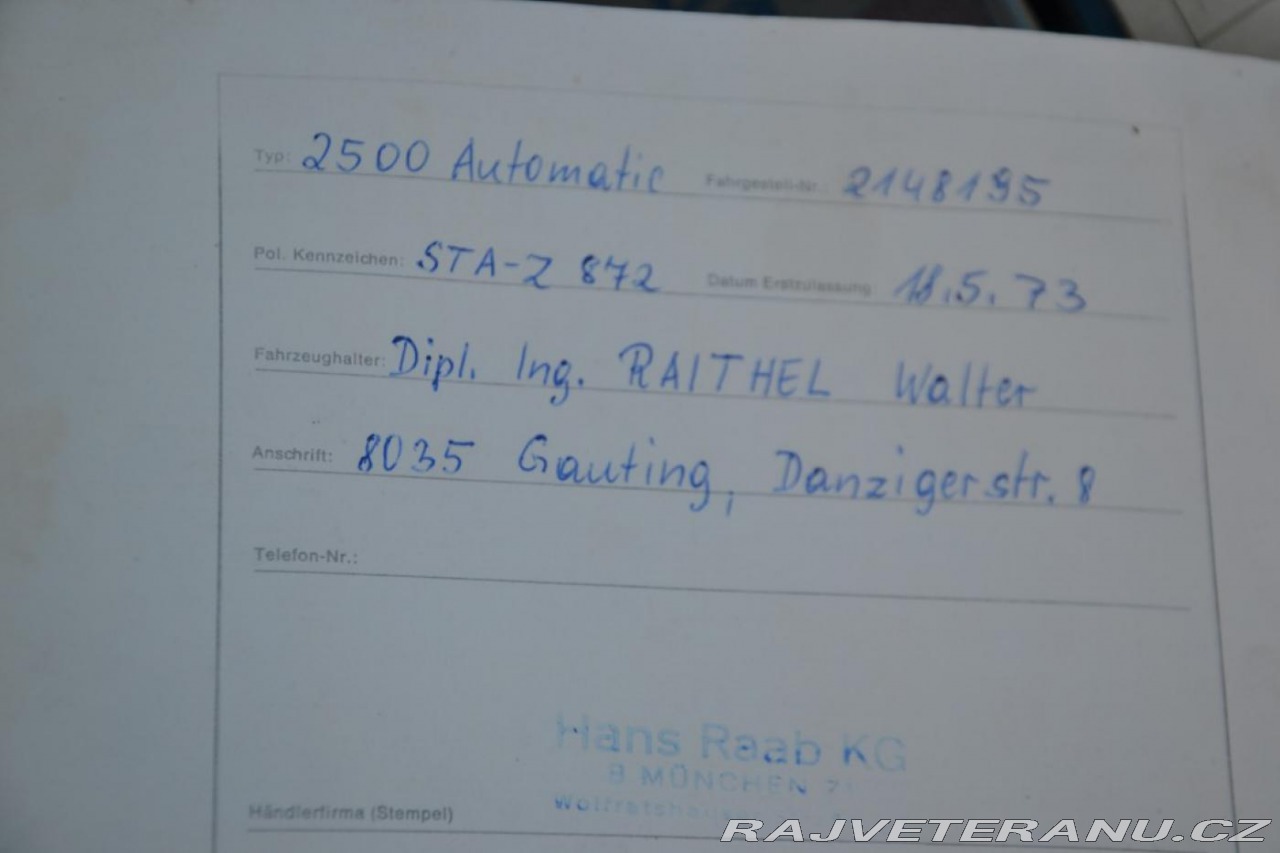 Typ: 2500 Automatic Fahrgestell-Nr.: 2148195
Pol. Kennzeichen: STA-Z 872 Datum Erstzulassung: 18.5.73
Fahrzeughalter: Dipl. Ing. RAITHEL Walter
Anschrift: 8035 Gauting, Danzigerstr. 8
Telefon-Nr.:
Hans Raab KG
8 MÜNCHEN 71
Händlerfirma (Stempel)
RAJVETERANU.CZ